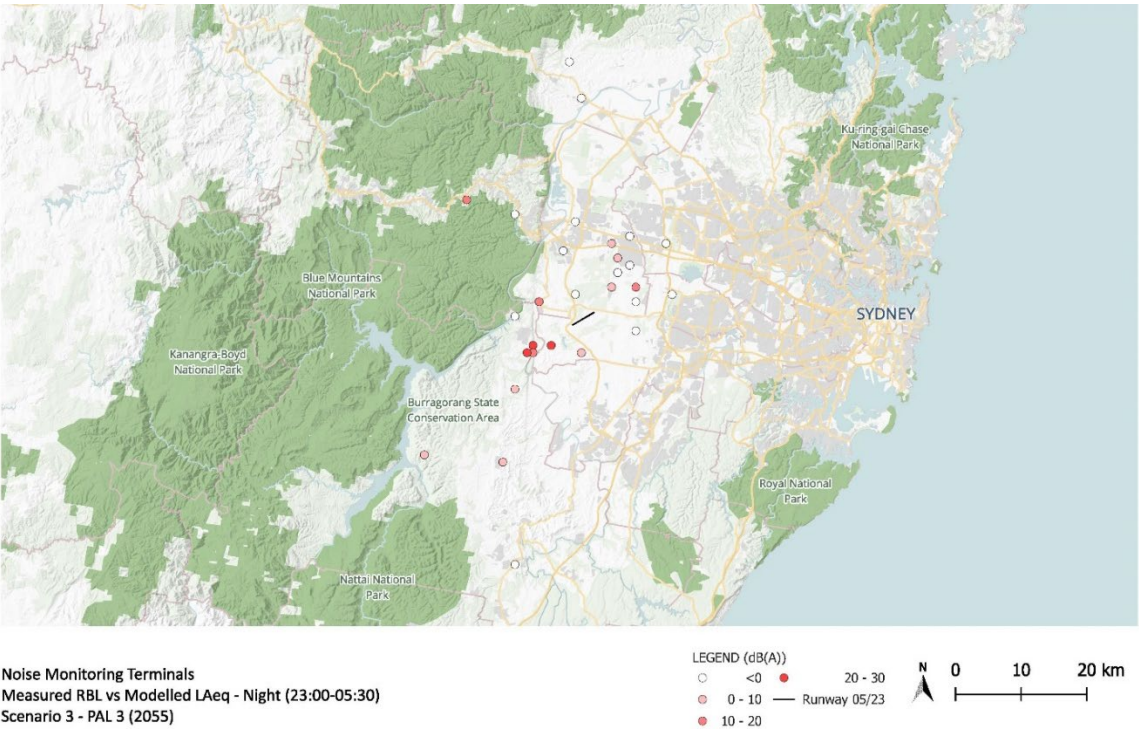 Ku-ring-gai Chase
National Park
Blue Mountains
National Park
SYDNEY
Kanangra-Boyd
National Park
Burragorang State
Conservation Area
Royal National
Park
Nattai National
Park
Noise Monitoring Terminals
Measured RBL vs Modelled LAeq - Night (23:00-05:30)
Scenario 3 - PAL 3 (2055)
LEGEND (dB(A))
<0
20 - 30
0 - 10
Runway 05/23
10 - 20
N
0 10 20 km